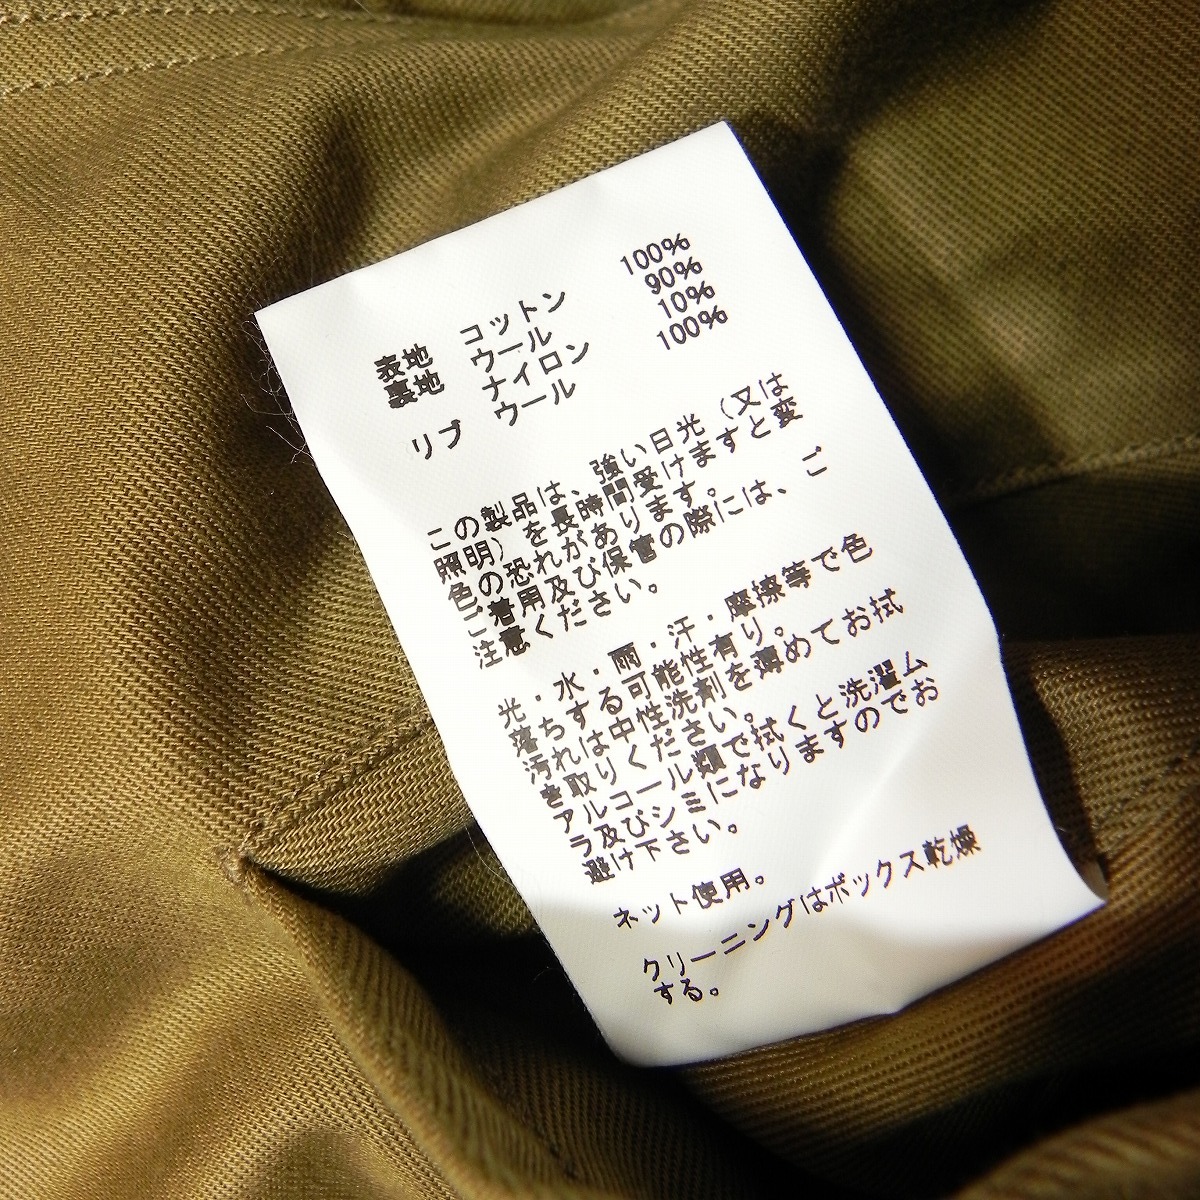 表地 コットン 100%
裏地 ウール 90%
ナイロン 10%
リブ ウール 100%
この製品は、強い日光（又は
照明）を長時間受けますと変
色の恐れがあります。
ご着用及び保管の際には、ご
注意ください。
光・水・雨・汗・摩擦等で色
落ちする可能性有り。
汚れは中性洗剤を薄めてお拭
き取りください。
アルコール類で拭くと洗濯ム
ラ及びシミになりますのでお
避け下さい。
ネット使用。
クリーニングはボックス乾燥
する。